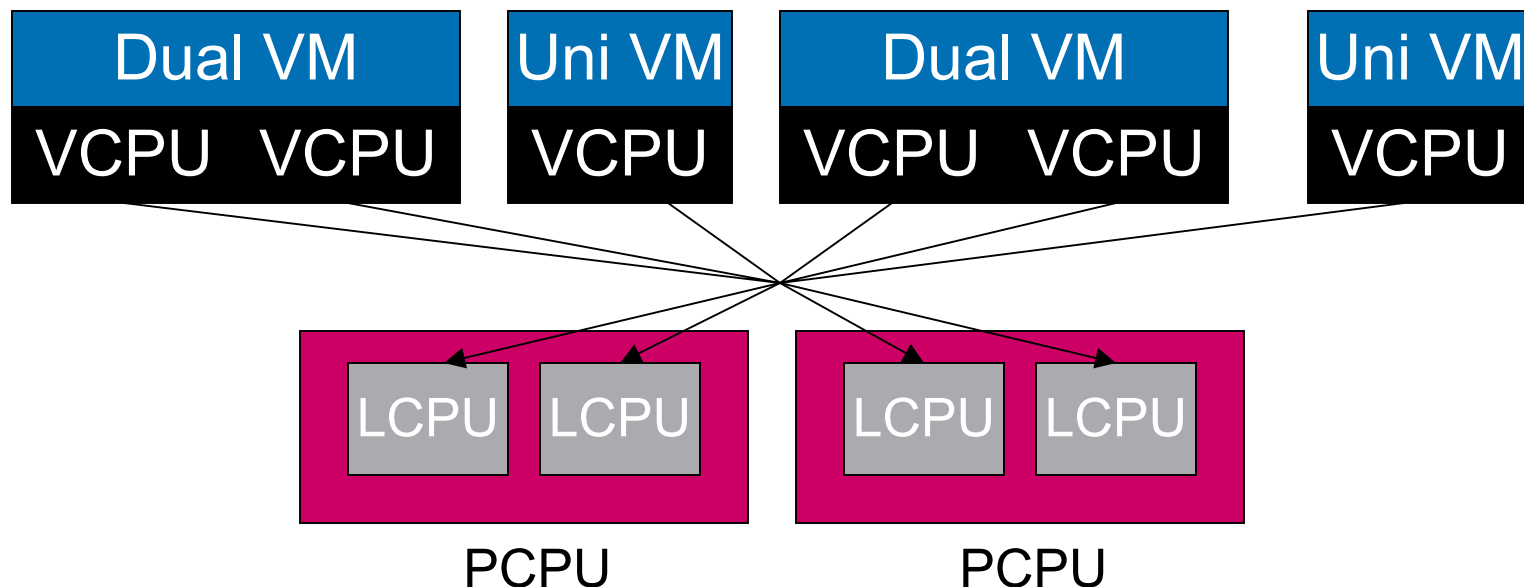 Dual VM Uni VM Dual VM Uni VM
VCPU VCPU VCPU VCPU VCPU VCPU
LCPU LCPU LCPU LCPU
PCPU PCPU